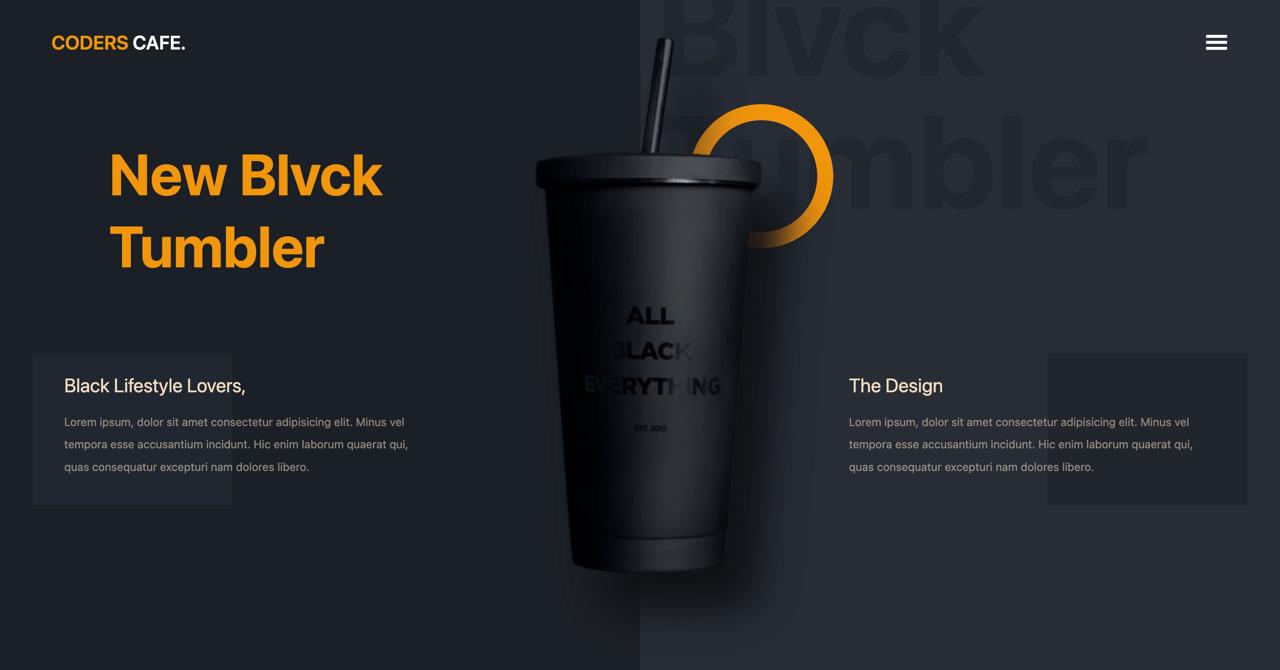 CODERS CAFE.
Blvck
Tumbler
New Blvck
Tumbler
ALL
BLACK
EVERYTHING
EST. 2016
Black Lifestyle Lovers,
Lorem ipsum, dolor sit amet consectetur adipisicing elit. Minus vel
tempora esse accusantium incidunt. Hic enim laborum quaerat qui,
quas consequatur excepturi nam dolores libero.
The Design
Lorem ipsum, dolor sit amet consectetur adipisicing elit. Minus vel
tempora esse accusantium incidunt. Hic enim laborum quaerat qui,
quas consequatur excepturi nam dolores libero.